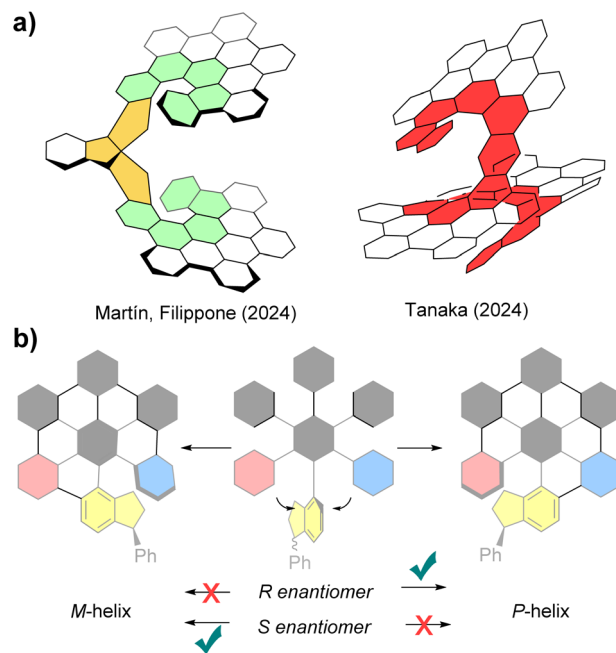 a)
Martín, Filippone (2024)
Tanaka (2024)
b)
Ph
Ph
Ph
R enantiomer
M-helix
P-helix
S enantiomer